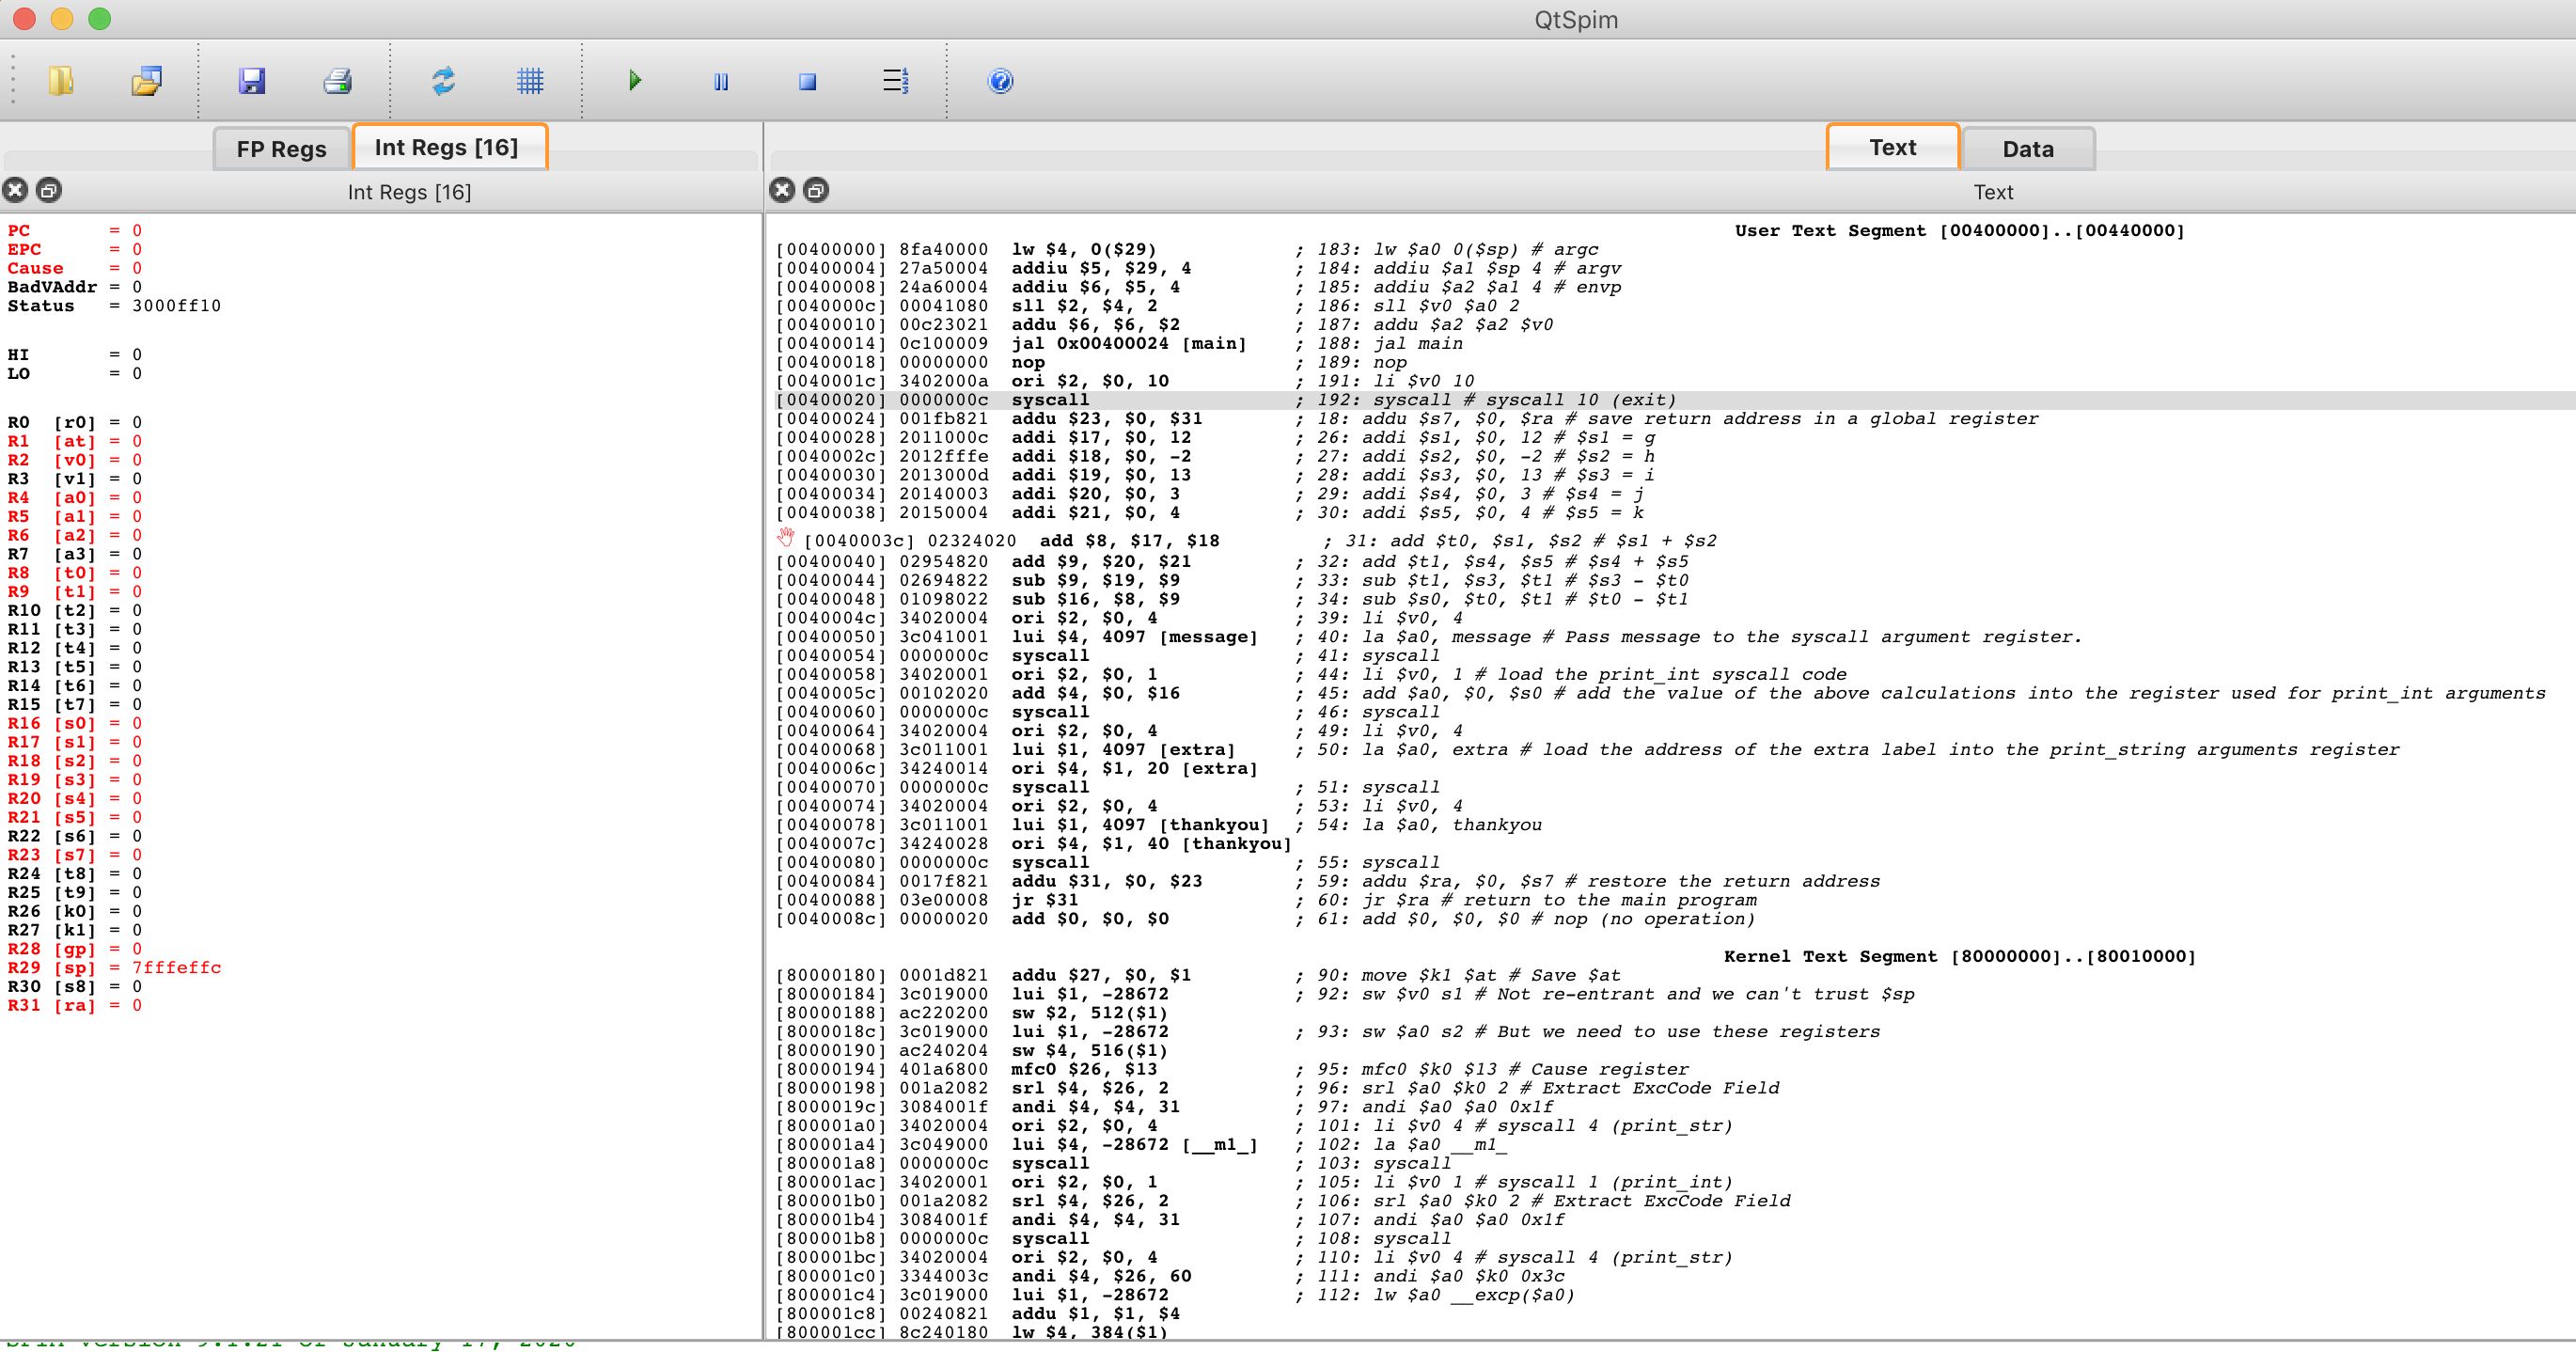 QtSpim
FP Regs
Int Regs [16]
Text
Data
Int Regs [16]
Text
PC = 0
EPC = 0
Cause = 0
BadVAddr = 0
Status = 3000ff10
HI = 0
LO = 0
R0 [r0] = 0
R1 [at] = 0
R2 [v0] = 0
R3 [v1] = 0
R4 [a0] = 0
R5 [a1] = 0
R6 [a2] = 0
R7 [a3] = 0
R8 [t0] = 0
R9 [t1] = 0
R10 [t2] = 0
R11 [t3] = 0
R12 [t4] = 0
R13 [t5] = 0
R14 [t6] = 0
R15 [t7] = 0
R16 [s0] = 0
R17 [s1] = 0
R18 [s2] = 0
R19 [s3] = 0
R20 [s4] = 0
R21 [s5] = 0
R22 [s6] = 0
R23 [s7] = 0
R24 [t8] = 0
R25 [t9] = 0
R26 [k0] = 0
R27 [k1] = 0
R28 [gp] = 0
R29 [sp] = 7fffeffc
R30 [s8] = 0
R31 [ra] = 0
User Text Segment [00400000]..[00440000]
[00400000] 8fa40000 lw $4, 0($29) ; 183: lw $a0 0($sp) # argc
[00400004] 27a50004 addiu $5, $29, 4 ; 184: addiu $a1 $sp 4 # argv
[00400008] 24a60004 addiu $6, $5, 4 ; 185: addiu $a2 $a1 4 # envp
[0040000c] 00041080 sll $2, $4, 2 ; 186: sll $v0 $a0 2
[00400010] 00c23021 addu $6, $6, $2 ; 187: addu $a2 $a2 $v0
[00400014] 0c100009 jal 0x00400024 [main] ; 188: jal main
[00400018] 00000000 nop ; 189: nop
[0040001c] 3402000a ori $2, $0, 10 ; 191: li $v0 10
[00400020] 0000000c syscall ; 192: syscall # syscall 10 (exit)
[00400024] 001fb821 addu $23, $0, $31 ; 18: addu $s7, $0, $ra # save return address in a global register
[00400028] 2011000c addi $17, $0, 12 ; 26: addi $s1, $0, 12 # $s1 = g
[0040002c] 2012fffe addi $18, $0, -2 ; 27: addi $s2, $0, -2 # $s2 = h
[00400030] 2013000d addi $19, $0, 13 ; 28: addi $s3, $0, 13 # $s3 = i
[00400034] 20140003 addi $20, $0, 3 ; 29: addi $s4, $0, 3 # $s4 = j
[00400038] 20150004 addi $21, $0, 4 ; 30: addi $s5, $0, 4 # $s5 = k
[0040003c] 02324020 add $8, $17, $18 ; 31: add $t0, $s1, $s2 # $s1 + $s2
[00400040] 02954820 add $9, $20, $21 ; 32: add $t1, $s4, $s5 # $s4 + $s5
[00400044] 02694822 sub $9, $19, $9 ; 33: sub $t1, $s3, $t1 # $s3 - $t0
[00400048] 01098022 sub $16, $8, $9 ; 34: sub $s0, $t0, $t1 # $t0 - $t1
[0040004c] 34020004 ori $2, $0, 4 ; 39: li $v0, 4
[00400050] 3c041001 lui $4, 4097 [message] ; 40: la $a0, message # Pass message to the syscall argument register.
[00400054] 0000000c syscall ; 41: syscall
[00400058] 34020001 ori $2, $0, 1 ; 44: li $v0, 1 # load the print_int syscall code
[0040005c] 00102020 add $4, $0, $16 ; 45: add $a0, $0, $s0 # add the value of the above calculations into the register used for print_int arguments
[00400060] 0000000c syscall ; 46: syscall
[00400064] 34020004 ori $2, $0, 4 ; 49: li $v0, 4
[00400068] 3c011001 lui $1, 4097 [extra] ; 50: la $a0, extra # load the address of the extra label into the print_string arguments register
[0040006c] 34240014 ori $4, $1, 20 [extra]
[00400070] 0000000c syscall ; 51: syscall
[00400074] 34020004 ori $2, $0, 4 ; 53: li $v0, 4
[00400078] 3c011001 lui $1, 4097 [thankyou] ; 54: la $a0, thankyou
[0040007c] 34240028 ori $4, $1, 40 [thankyou]
[00400080] 0000000c syscall ; 55: syscall
[00400084] 0017f821 addu $31, $0, $23 ; 59: addu $ra, $0, $s7 # restore the return address
[00400088] 03e00008 jr $31 ; 60: jr $ra # return to the main program
[0040008c] 00000020 add $0, $0, $0 ; 61: add $0, $0, $0 # nop (no operation)
Kernel Text Segment [80000000]..[80010000]
[80000180] 0001d821 addu $27, $0, $1 ; 90: move $k1 $at # Save $at
[80000184] 3c019000 lui $1, -28672 ; 92: sw $v0 s1 # Not re-entrant and we can't trust $sp
[80000188] ac220200 sw $2, 512($1)
[8000018c] 3c019000 lui $1, -28672 ; 93: sw $a0 s2 # But we need to use these registers
[80000190] ac240204 sw $4, 516($1)
[80000194] 401a6800 mfc0 $26, $13 ; 95: mfc0 $k0 $13 # Cause register
[80000198] 001a2082 srl $4, $26, 2 ; 96: srl $a0 $k0 2 # Extract ExcCode Field
[8000019c] 3084001f andi $4, $4, 31 ; 97: andi $a0 $a0 0x1f
[800001a0] 34020004 ori $2, $0, 4 ; 101: li $v0 4 # syscall 4 (print_str)
[800001a4] 3c049000 lui $4, -28672 [__m1_] ; 102: la $a0 __m1_
[800001a8] 0000000c syscall ; 103: syscall
[800001ac] 34020001 ori $2, $0, 1 ; 105: li $v0 1 # syscall 1 (print_int)
[800001b0] 001a2082 srl $4, $26, 2 ; 106: srl $a0 $k0 2 # Extract ExcCode Field
[800001b4] 3084001f andi $4, $4, 31 ; 107: andi $a0 $a0 0x1f
[800001b8] 0000000c syscall ; 108: syscall
[800001bc] 34020004 ori $2, $0, 4 ; 110: li $v0 4 # syscall 4 (print_str)
[800001c0] 3344003c andi $4, $26, 60 ; 111: andi $a0 $k0 0x3c
[800001c4] 3c019000 lui $1, -28672 ; 112: lw $a0 __excp($a0)
[800001c8] 00240821 addu $1, $1, $4
[800001cc] 8c240180 lw $4, 384($1)